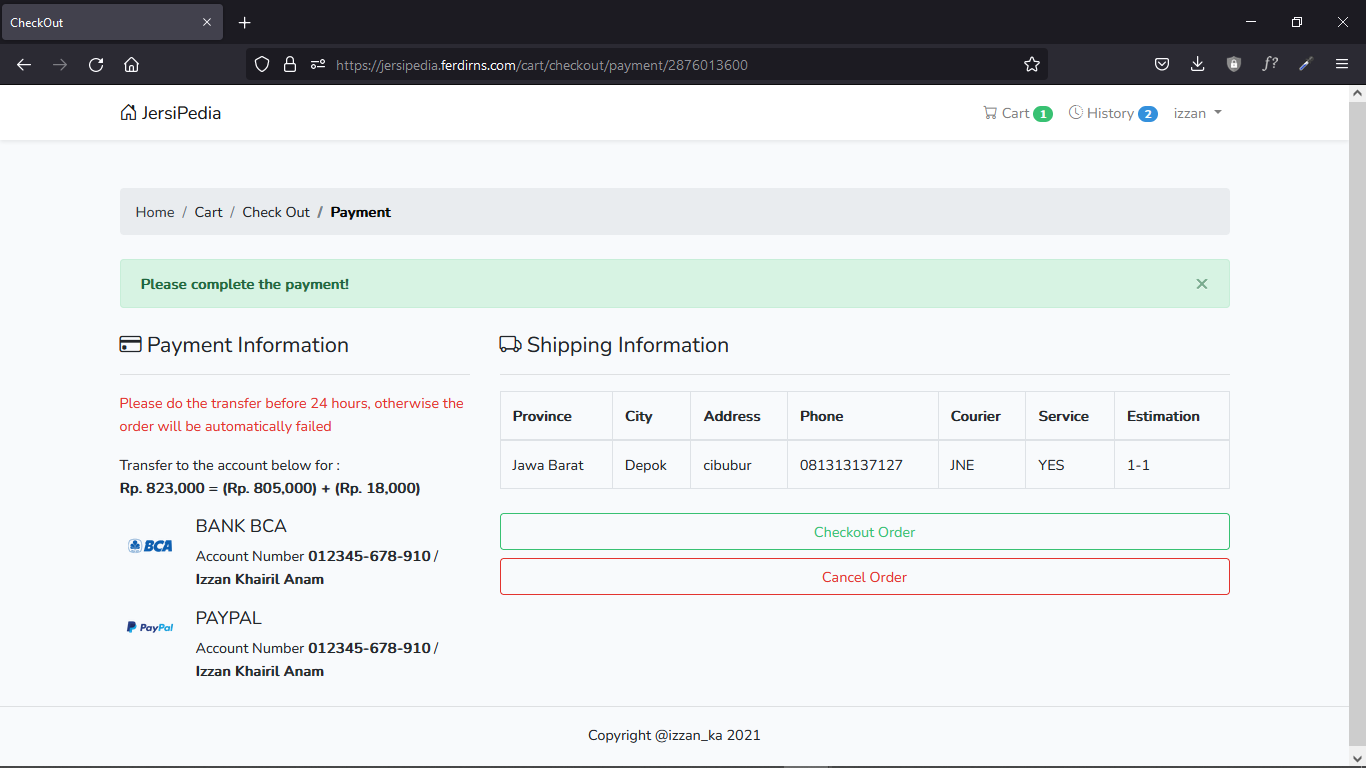 CheckOut
https://jersipedia.ferdirns.com/cart/checkout/payment/2876013600
f?
JersiPedia
Cart 1 History 2 izzan
Home / Cart / Check Out / Payment
Please complete the payment!
Payment Information
Please do the transfer before 24 hours, otherwise the
order will be automatically failed
Transfer to the account below for :
Rp. 823,000 = (Rp. 805,000) + (Rp. 18,000)
BCA
BANK BCA
Account Number 012345-678-910 /
Izzan Khairil Anam
PayPal
PAYPAL
Account Number 012345-678-910 /
Izzan Khairil Anam
Shipping Information
Province City Address Phone Courier Service Estimation
Jawa Barat Depok cibubur 081313137127 JNE YES 1-1
Checkout Order
Cancel Order
Copyright @izzan_ka 2021